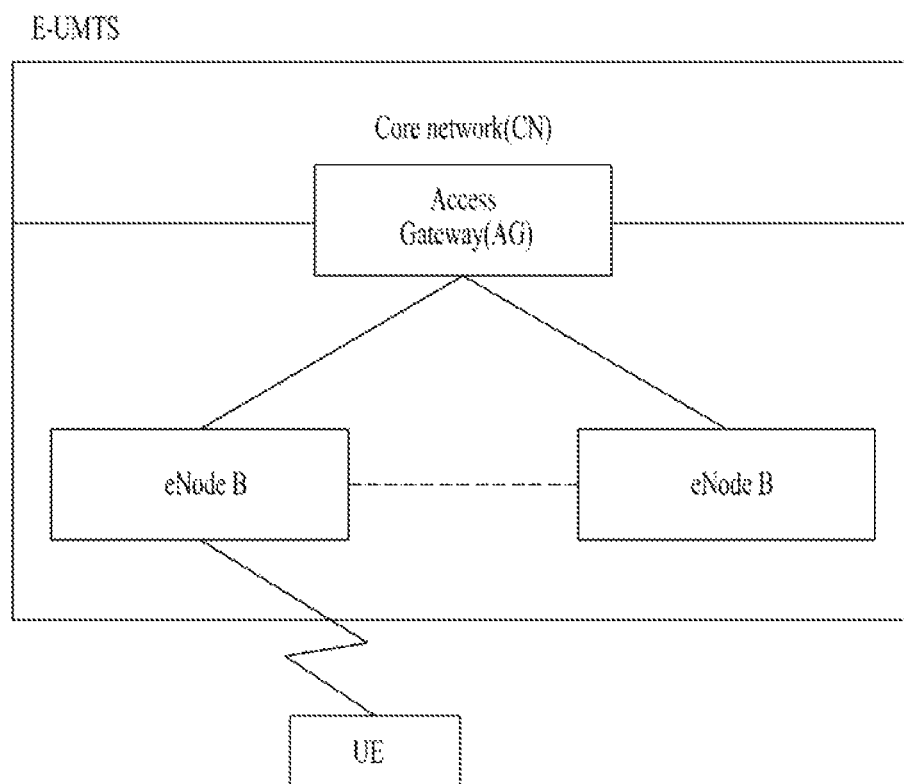 E-UMTS
Core network(CN)
Access
Gateway(AG)
eNode B
eNode B
UE